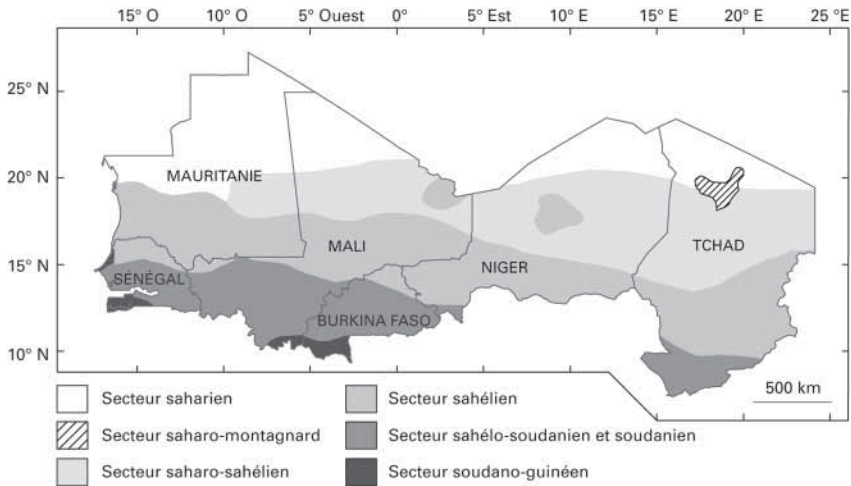 15° O 10° O 5° Ouest 0° 5° Est 10° E 15° E 20° E 25° E
25° N
20° N
15° N
10° N
MAURITANIE
MALI
NIGER
TCHAD
SÉNÉGAL
BURKINA FASO
500 km
Secteur saharien
Secteur saharo-montagnard
Secteur saharo-sahélien
Secteur sahélien
Secteur sahélo-soudanien et soudanien
Secteur soudano-guinéen